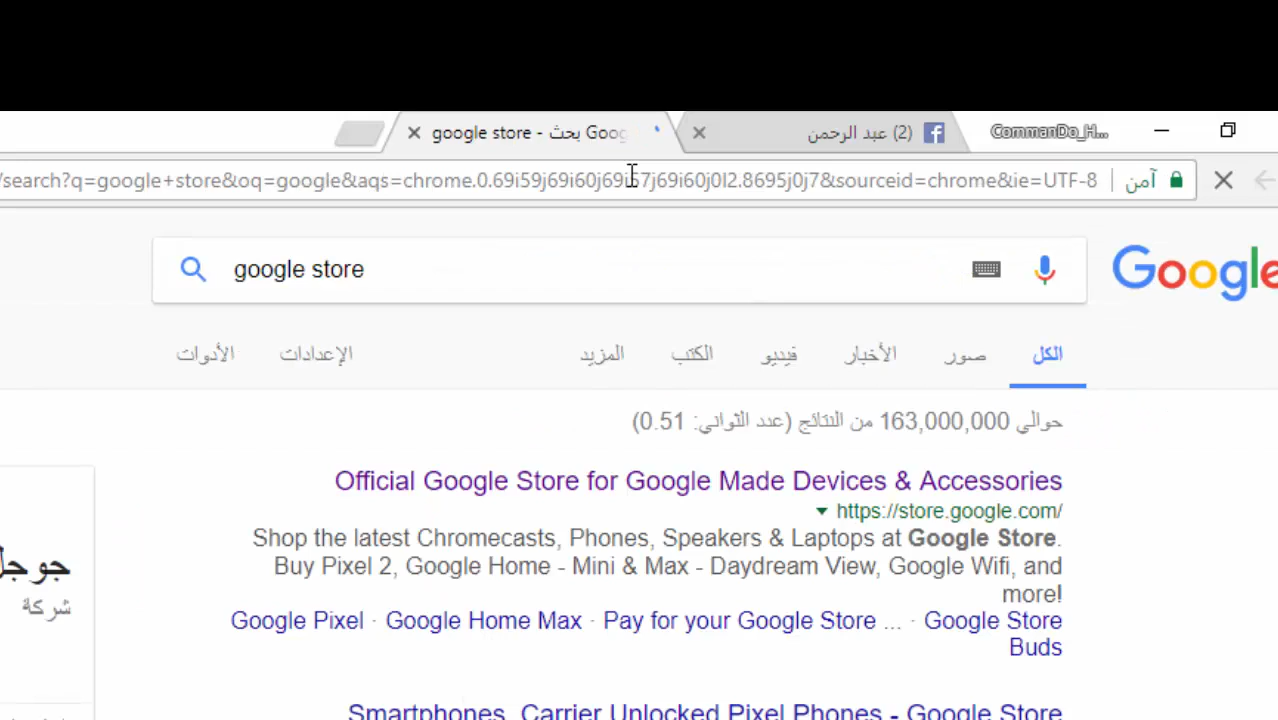 google store - بحث Goog
(2) عبد الرحمن
CommanDo_H...
/search?q=google+store&oq=google&aqs=chrome.0.69i59j69i60j69i57j69i60j0l2.8695j0j7&sourceid=chrome&ie=UTF-8
آمن
google store
Google
الكل
صور
الأخبار
فيديو
الكتب
المزيد
الإعدادات
الأدوات
حوالي 163,000,000 من النتائج (عدد الثواني: 0.51)
Official Google Store for Google Made Devices & Accessories
https://store.google.com/
Shop the latest Chromecasts, Phones, Speakers & Laptops at Google Store.
Buy Pixel 2, Google Home - Mini & Max - Daydream View, Google Wifi, and
more!
Google Pixel · Google Home Max · Pay for your Google Store ... · Google Store
Buds
Smartphones, Carrier Unlocked Pixel Phones - Google Store
جوجل
شركة